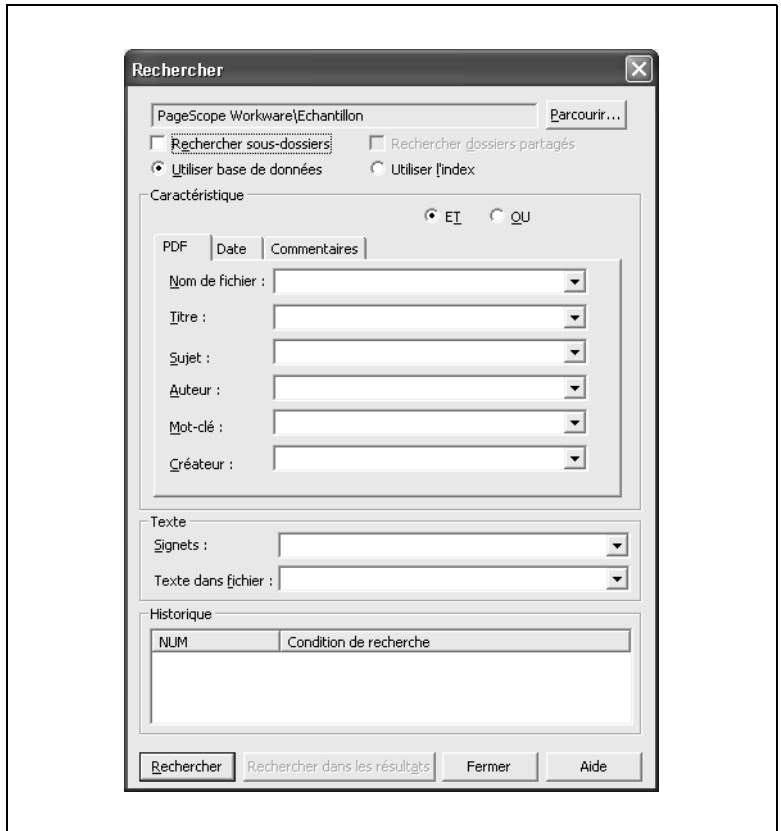 Rechercher
PageScope Workware\Echantillon
Parcourir...
Rechercher sous-dossiers
Rechercher dossiers partagés
Utiliser base de données
Utiliser l'index
Caractéristique
ET
OU
PDF
Date
Commentaires
Nom de fichier :
Titre :
Sujet :
Auteur :
Mot-clé :
Créateur :
Texte
Signets :
Texte dans fichier :
Historique
NUM
Condition de recherche
Rechercher
Rechercher dans les résultats
Fermer
Aide